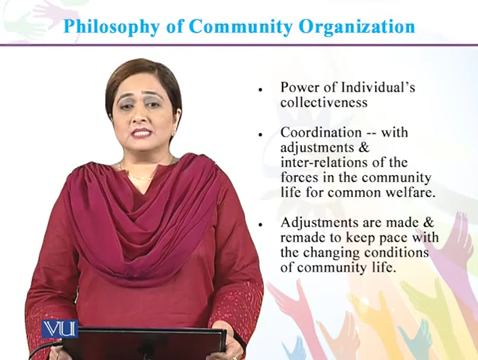 Philosophy of Community Organization
• Power of Individual's
collectiveness
• Coordination -- with
adjustments &
inter-relations of the
forces in the community
life for common welfare.
• Adjustments are made &
remade to keep pace with
the changing conditions
of community life.
VU